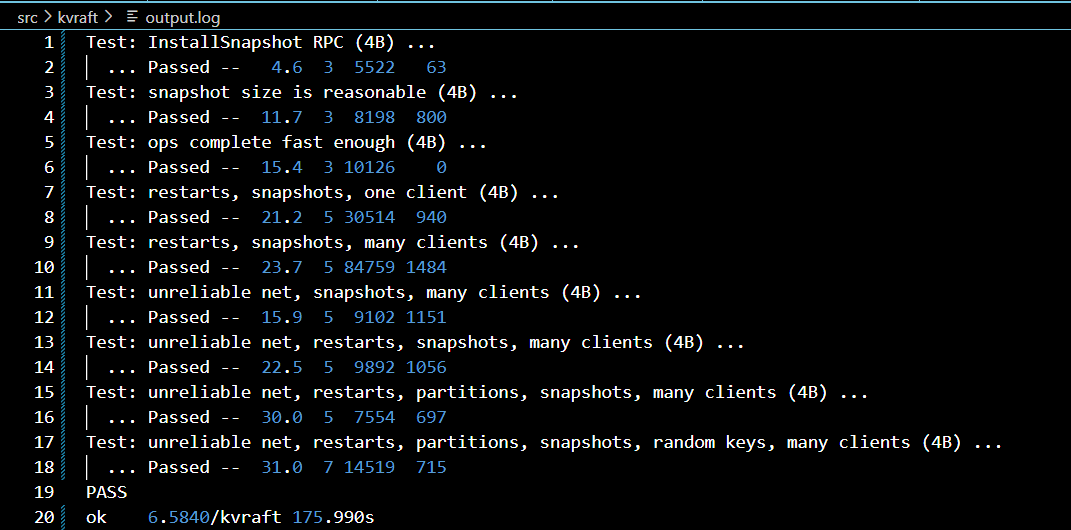 src > kvraft > output.log
1 Test: InstallSnapshot RPC (4B) ...
2 ... Passed -- 4.6 3 5522 63
3 Test: snapshot size is reasonable (4B) ...
4 ... Passed -- 11.7 3 8198 800
5 Test: ops complete fast enough (4B) ...
6 ... Passed -- 15.4 3 10126 0
7 Test: restarts, snapshots, one client (4B) ...
8 ... Passed -- 21.2 5 30514 940
9 Test: restarts, snapshots, many clients (4B) ...
10 ... Passed -- 23.7 5 84759 1484
11 Test: unreliable net, snapshots, many clients (4B) ...
12 ... Passed -- 15.9 5 9102 1151
13 Test: unreliable net, restarts, snapshots, many clients (4B) ...
14 ... Passed -- 22.5 5 9892 1056
15 Test: unreliable net, restarts, partitions, snapshots, many clients (4B) ...
16 ... Passed -- 30.0 5 7554 697
17 Test: unreliable net, restarts, partitions, snapshots, random keys, many clients (4B) ...
18 ... Passed -- 31.0 7 14519 715
19 PASS
20 ok 6.5840/kvraft 175.990s